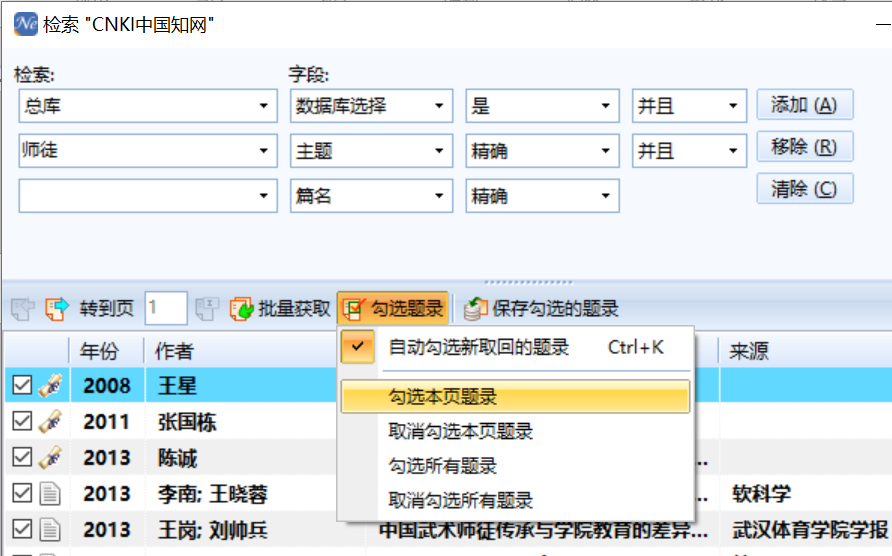 Ne 检索 "CNKI中国知网"
检索: 字段:
总库 数据库选择 是 并且 添加 (A)
师徒 主题 精确 并且 移除 (R)
篇名 精确 清除 (C)
转到页 1 批量获取 勾选题录 保存勾选的题录
自动勾选新取回的题录 Ctrl+K
年份 作者 来源
2008 王星
勾选本页题录
2011 张国栋
取消勾选本页题录
2013 陈诚 ..
勾选所有题录
2013 李南; 王晓蓉 .. 软科学
取消勾选所有题录
2013 王岗; 刘帅兵 中国武术师徒传承与学院教育的差异... 武汉体育学院学报